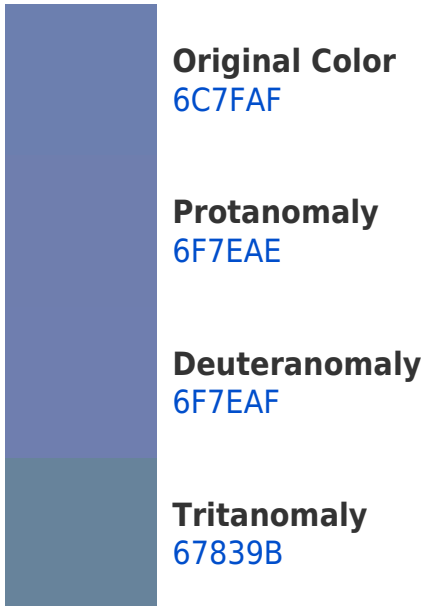 Original Color
6C7FAF
Protanomaly
6F7EAE
Deuteranomaly
6F7EAF
Tritanomaly
67839B